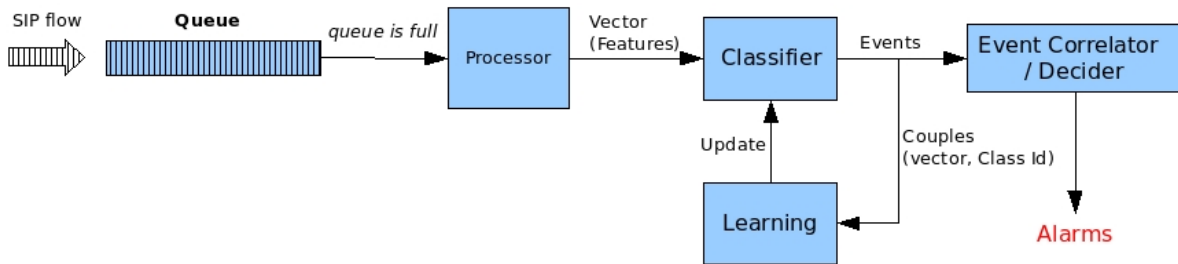 SIP flow
Queue
queue is full
Processor
Vector
(Features)
Classifier
Events
Event Correlator
/ Decider
Update
Couples
(vector, Class Id)
Learning
Alarms